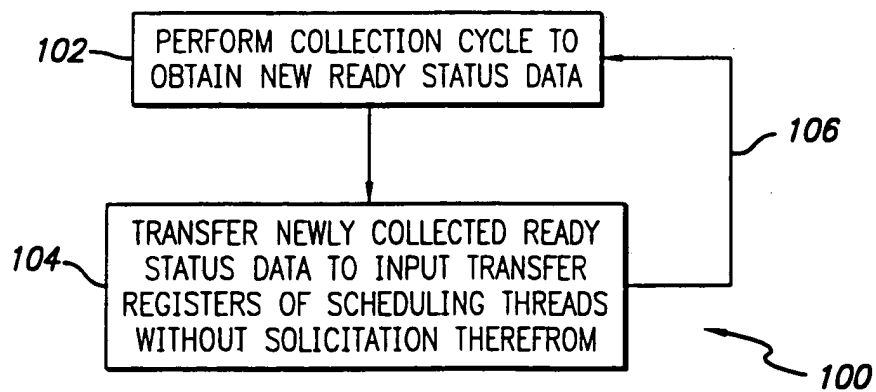 102
PERFORM COLLECTION CYCLE TO
OBTAIN NEW READY STATUS DATA
106
104
TRANSFER NEWLY COLLECTED READY
STATUS DATA TO INPUT TRANSFER
REGISTERS OF SCHEDULING THREADS
WITHOUT SOLICITATION THEREFROM
100